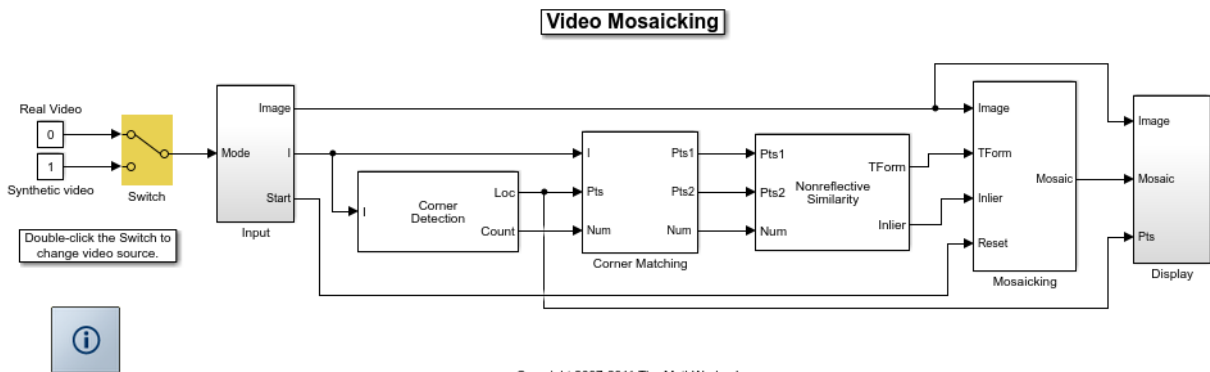 Video Mosaicking
Real Video
0
1
Synthetic video
Switch
Double-click the Switch to
change video source.
Mode
Image
I
Start
Input
I
Corner
Detection
Loc
Count
I
Pts
Num
Pts1
Pts2
Num
Corner Matching
Pts1
Pts2
Num
Nonreflective
Similarity
TForm
Inlier
Image
TForm
Inlier
Reset
Mosaic
Mosaicking
Image
Mosaic
Pts
Display
i